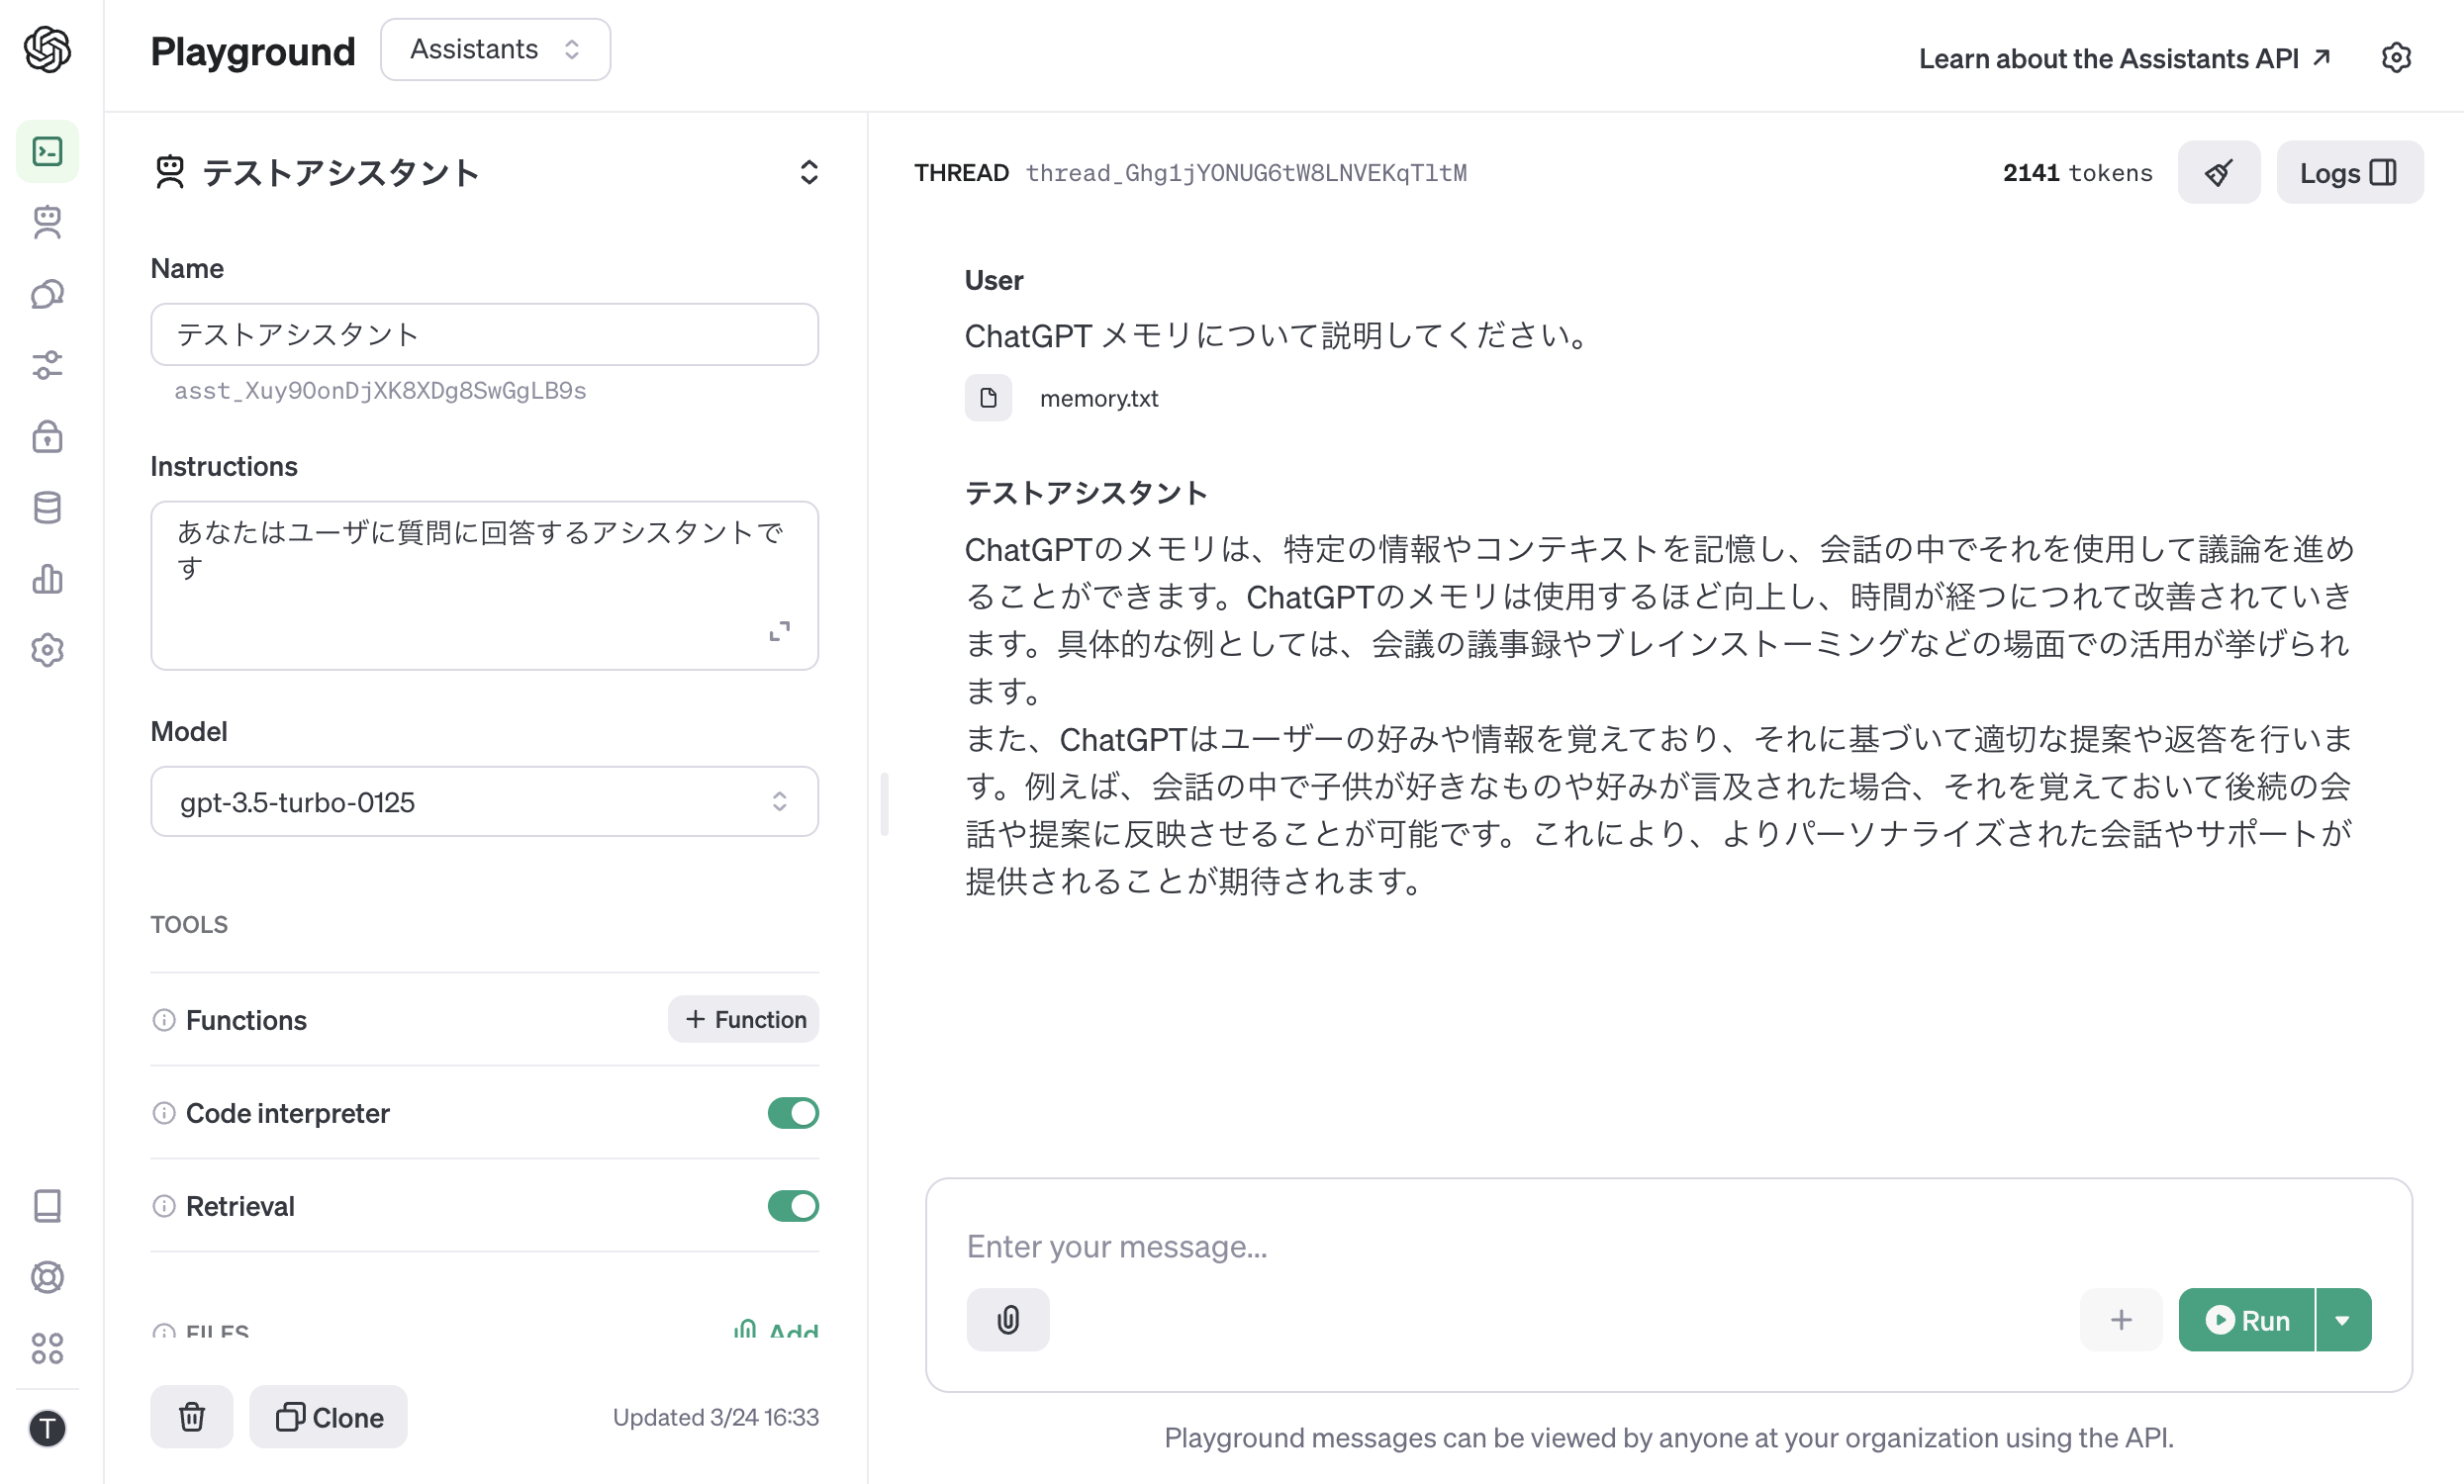 Playground
Assistants
Learn about the Assistants API
テストアシスタント
Name
テストアシスタント
asst_Xuy9OonDjXK8XDg8SwGgLB9s
Instructions
あなたはユーザに質問に回答するアシスタントで
す
Model
gpt-3.5-turbo-0125
TOOLS
Functions
Function
Code interpreter
Retrieval
FILES
Add
Clone
Updated 3/24 16:33
T
THREAD thread_Ghg1jYONUG6tW8LNVEKqTltM
2141 tokens
Logs
User
ChatGPT メモリについて説明してください。
memory.txt
テストアシスタント
ChatGPTのメモリは、特定の情報やコンテキストを記憶し、会話の中でそれを使用して議論を進め
ることができます。ChatGPTのメモリは使用するほど向上し、時間が経つにつれて改善されていき
ます。具体的な例としては、会議の議事録やブレインストーミングなどの場面での活用が挙げられ
ます。
また、ChatGPTはユーザーの好みや情報を覚えており、それに基づいて適切な提案や返答を行いま
す。例えば、会話の中で子供が好きなものや好みが言及された場合、それを覚えておいて後続の会
話や提案に反映させることが可能です。これにより、よりパーソナライズされた会話やサポートが
提供されることが期待されます。
Enter your message...
Run
Playground messages can be viewed by anyone at your organization using the API.